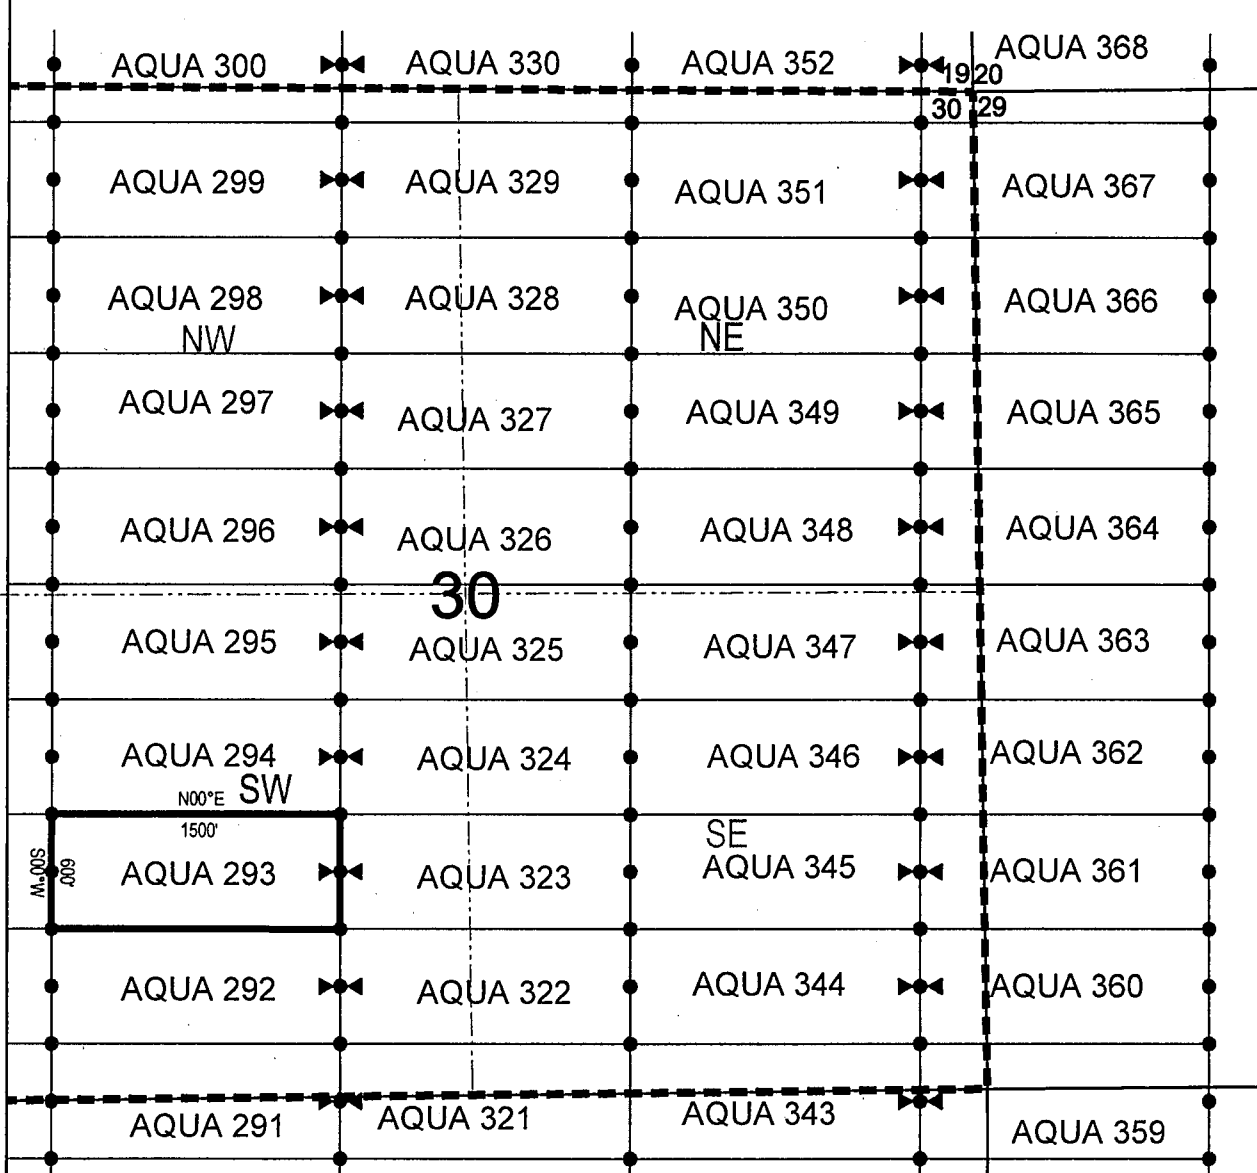 AQUA 300 AQUA 330 AQUA 352 AQUA 368
19 20
30 29
AQUA 299 AQUA 329 AQUA 351 AQUA 367
AQUA 298 AQUA 328 AQUA 350 AQUA 366
NW NE
AQUA 297 AQUA 327 AQUA 349 AQUA 365
AQUA 296 AQUA 326 AQUA 348 AQUA 364
30
AQUA 295 AQUA 325 AQUA 347 AQUA 363
AQUA 294 AQUA 324 AQUA 346 AQUA 362
N00°E SW
1500'
SE
S00°W 600' AQUA 293 AQUA 323 AQUA 345 AQUA 361
AQUA 292 AQUA 322 AQUA 344 AQUA 360
AQUA 291 AQUA 321 AQUA 343 AQUA 359